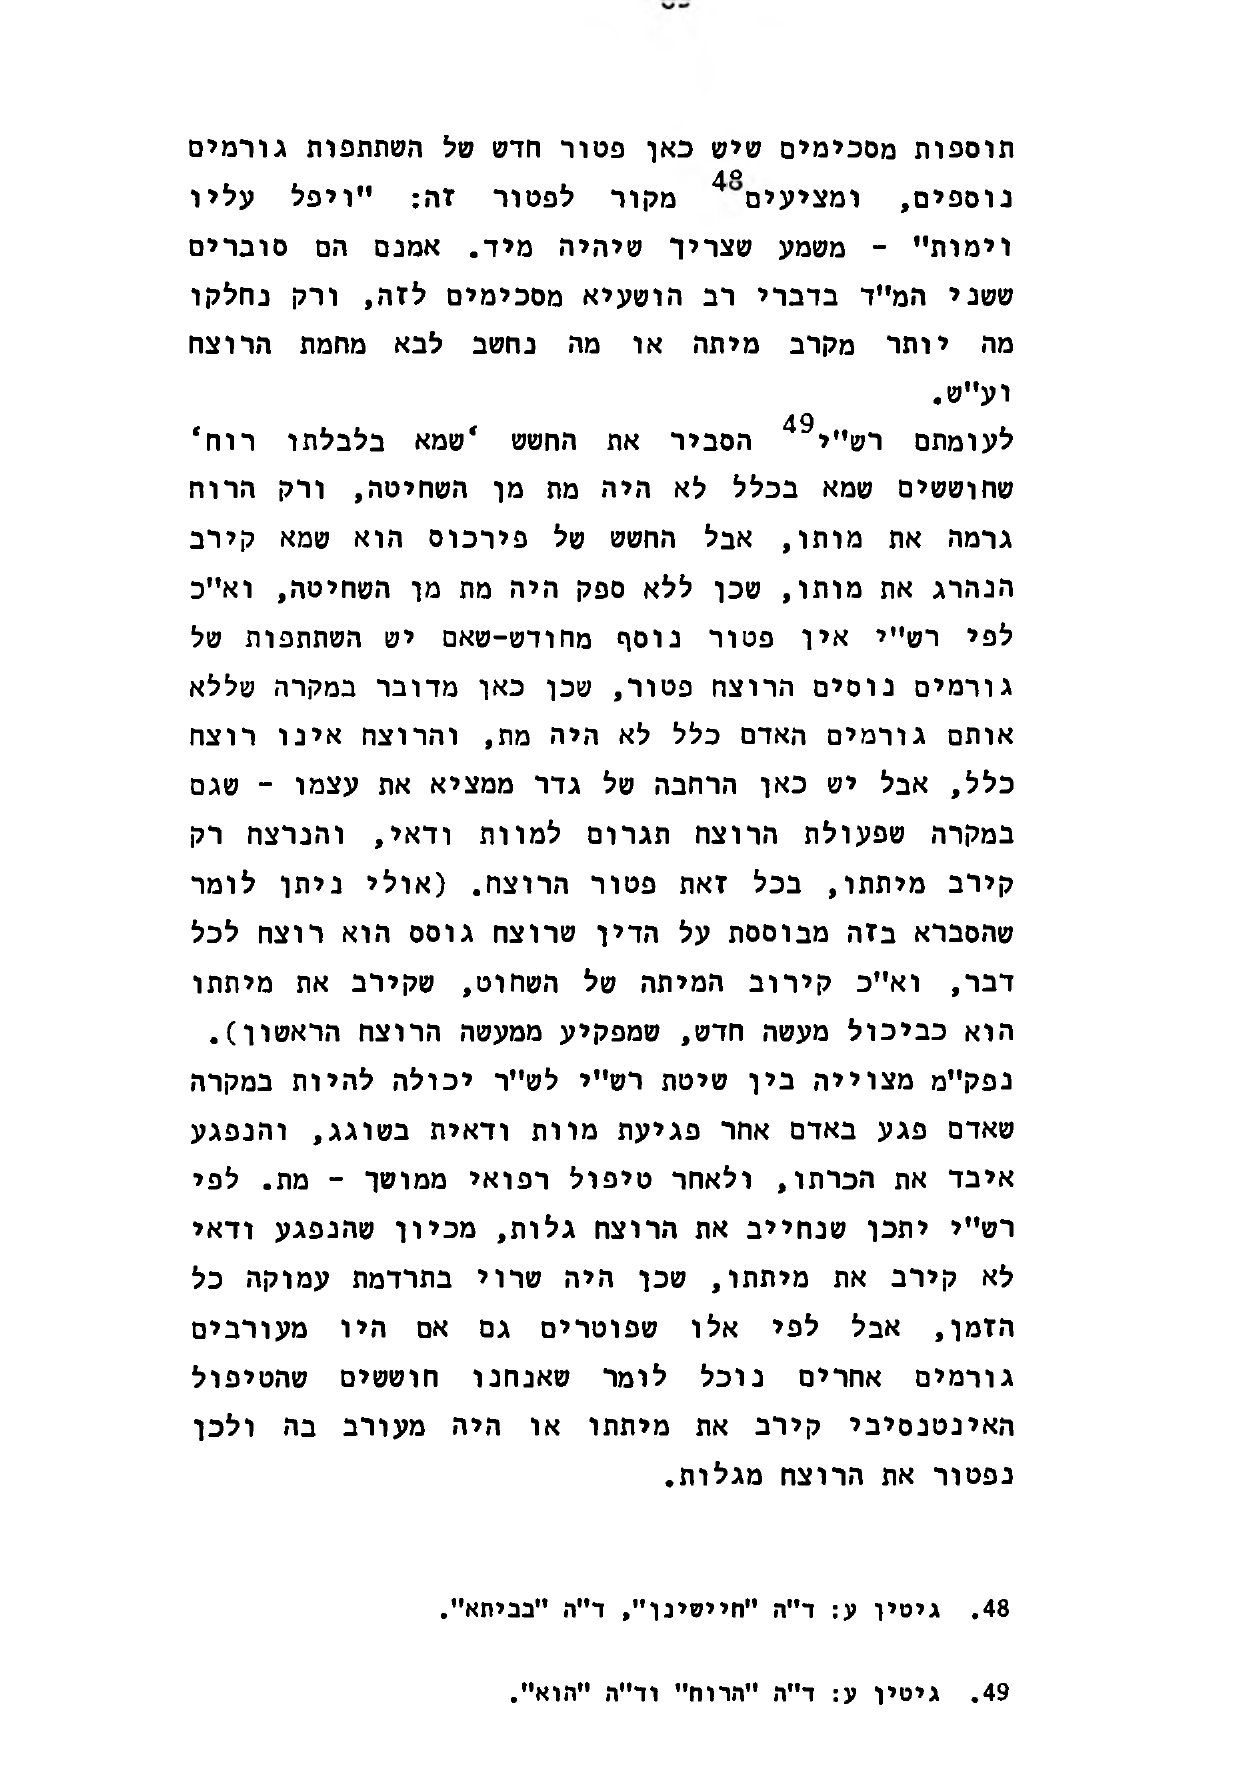 תוספות מסכימים שיש כאן פטור חדש של השתתפות גורמים
נוספים, ומציעים48 מקור לפטור זה: "ויפל עליו
וימות" - משמע שצריך שיהיה מיד. אמנם הם סוברים
ששני המ"ד בדברי רב הושעיא מסכימים לזה, ורק נחלקו
מה יותר מקרב מיתה או מה נחשב לבא מחמת הרוצח
וע"ש.
לעומתם רש"י49 הסביר את החשש 'שמא בלבלתו רוח'
שחוששים שמא בכלל לא היה מת מן השחיטה, ורק הרוח
גרמה את מותו, אבל החשש של פירכוס הוא שמא קירב
הנהרג את מותו, שכן ללא ספק היה מת מן השחיטה, וא"כ
לפי רש"י אין פטור נוסף מחודש-שאם יש השתתפות של
גורמים נוסים הרוצח פטור, שכן כאן מדובר במקרה שללא
אותם גורמים האדם כלל לא היה מת, והרוצח אינו רוצח
כלל, אבל יש כאן הרחבה של גדר ממציא את עצמו - שגם
במקרה שפעולת הרוצח תגרום למוות ודאי, והנרצח רק
קירב מיתתו, בכל זאת פטור הרוצח. (אולי ניתן לומר
שהסברא בזה מבוססת על הדין שרוצח גוסס הוא רוצח לכל
דבר, וא"כ קירוב המיתה של השחוט, שקירב את מיתתו
הוא כביכול מעשה חדש, שמפקיע ממעשה הרוצח הראשון).
נפק"מ מצוייה בין שיטת רש"י לש"ר יכולה להיות במקרה
שאדם פגע באדם אחר פגיעת מוות ודאית בשוגג, והנפגע
איבד את הכרתו, ולאחר טיפול רפואי ממושך - מת. לפי
רש"י יתכן שנחייב את הרוצח גלות, מכיון שהנפגע ודאי
לא קירב את מיתתו, שכן היה שרוי בתרדמת עמוקה כל
הזמן, אבל לפי אלו שפוטרים גם אם היו מעורבים
גורמים אחרים נוכל לומר שאנחנו חוששים שהטיפול
האינטנסיבי קירב את מיתתו או היה מעורב בה ולכן
נפטור את הרוצח מגלות.
48. גיטין ע: ד"ה "חיישינן", ד"ה "בביתא".
49. גיטין ע: ד"ה "הרוח" וד"ה "הוא".